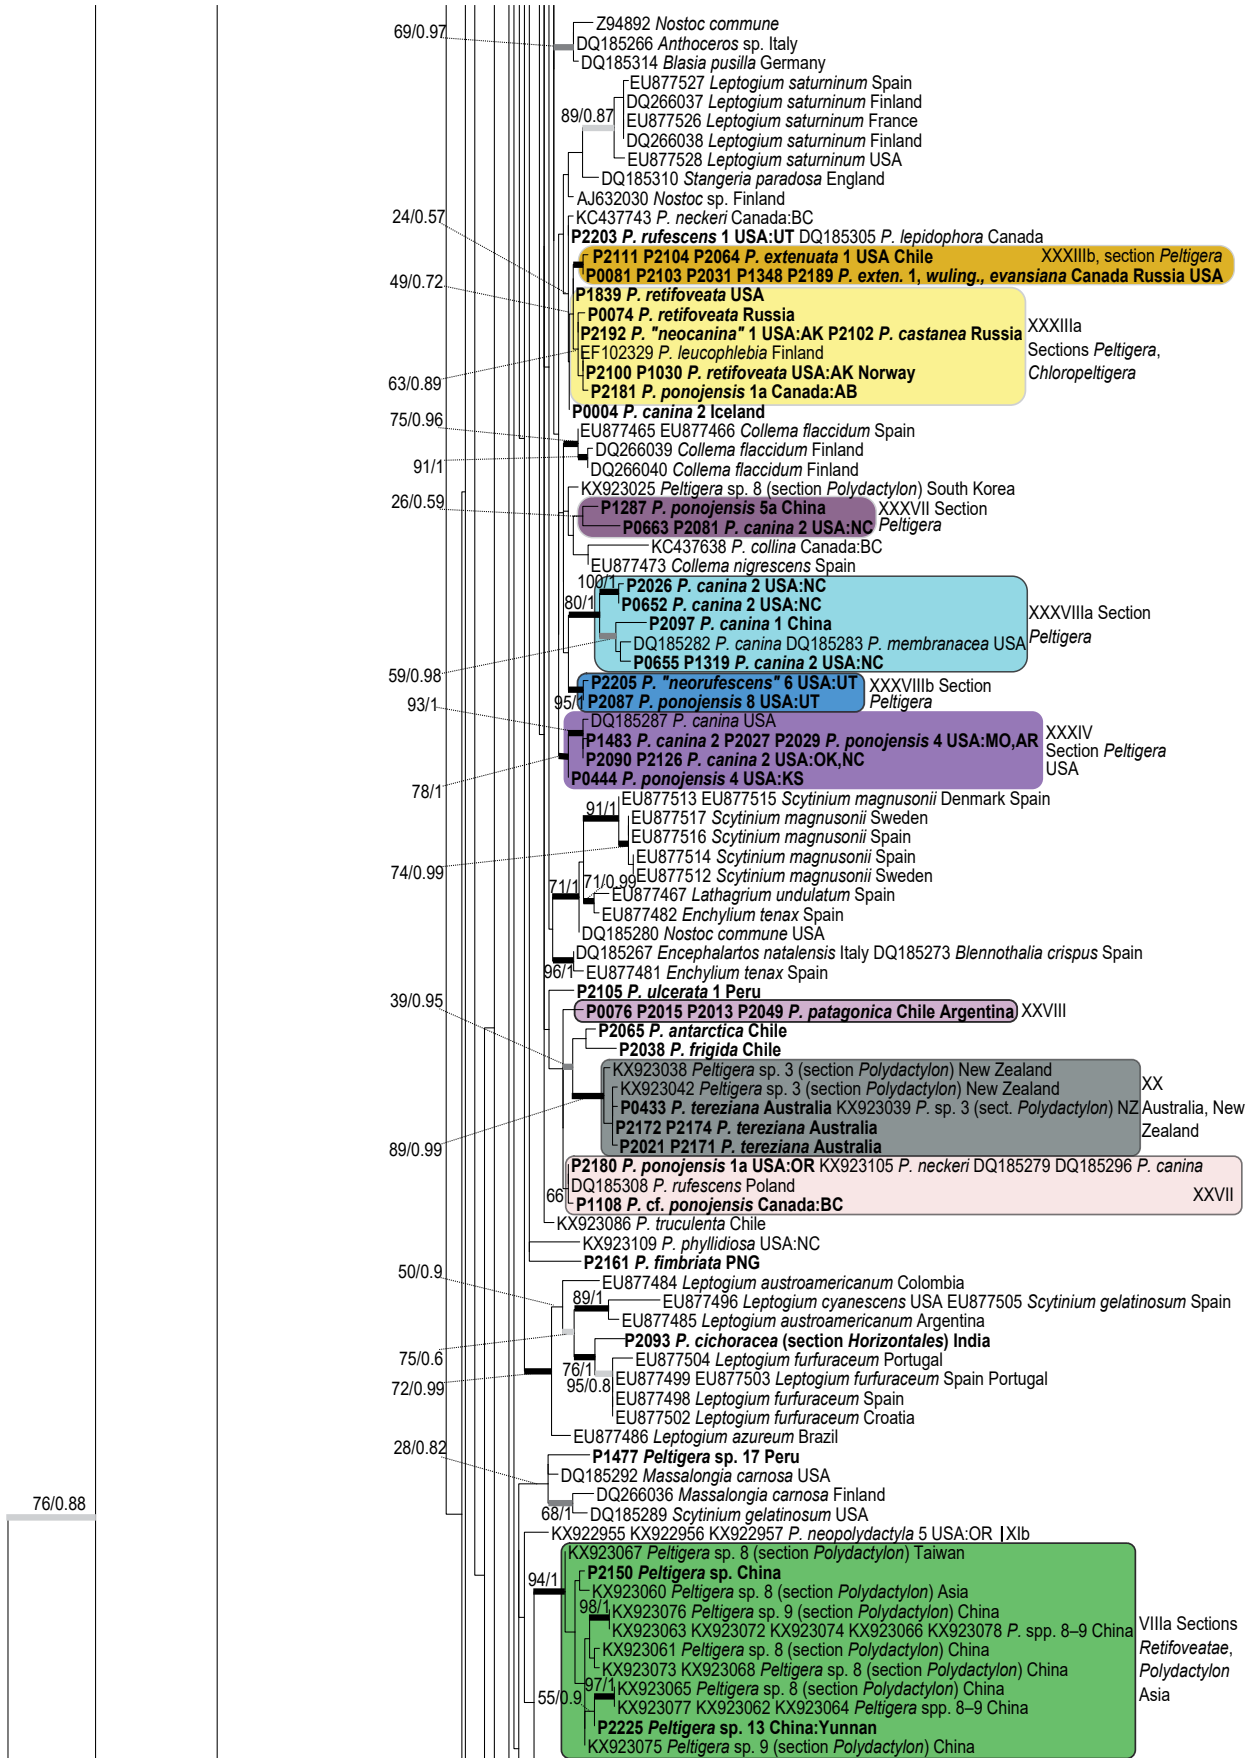 Z94892 Nostoc commune
69/0.97
DQ185266 Anthoceros sp. Italy
DQ185314 Blasia pusilla Germany
EU877527 Leptogium saturninum Spain
DQ266037 Leptogium saturninum Finland
89/0.87
EU877526 Leptogium saturninum France
DQ266038 Leptogium saturninum Finland
EU877528 Leptogium saturninum USA
DQ185310 Stangeria paradosa England
AJ632030 Nostoc sp. Finland
24/0.57
KC437743 P. neckeri Canada:BC
P2203 P. rufescens 1 USA:UT DQ185305 P. lepidophora Canada
P2111 P2104 P2064 P. extenuata 1 USA Chile
XXXIIIb, section Peltigera
P0081 P2103 P2031 P1348 P2189 P. exten. 1, wuling., evansiana Canada Russia USA
49/0.72
P1839 P. retifoveata USA
P0074 P. retifoveata Russia
P2192 P. "neocanina" 1 USA:AK P2102 P. castanea Russia
XXXIIIa
Sections Peltigera,
Chloropeltigera
EF102329 P. leucophlebia Finland
P2100 P1030 P. retifoveata USA:AK Norway
63/0.89
P2181 P. ponojensis 1a Canada:AB
P0004 P. canina 2 Iceland
75/0.96
EU877465 EU877466 Collema flaccidum Spain
DQ266039 Collema flaccidum Finland
91/1
DQ266040 Collema flaccidum Finland
KX923025 Peltigera sp. 8 (section Polydactylon) South Korea
26/0.59
P1287 P. ponojensis 5a China
XXXVII Section
Peltigera
P0663 P2081 P. canina 2 USA:NC
KC437638 P. collina Canada:BC
EU877473 Collema nigrescens Spain
100/1
P2026 P. canina 2 USA:NC
80/1
P0652 P. canina 2 USA:NC
P2097 P. canina 1 China
XXXVIIIa Section
Peltigera
DQ185282 P. canina DQ185283 P. membranacea USA
P0655 P1319 P. canina 2 USA:NC
59/0.98
P2205 P. "neorufescens" 6 USA:UT
XXXVIIIb Section
Peltigera
95/1
P2087 P. ponojensis 8 USA:UT
93/1
DQ185287 P. canina USA
P1483 P. canina 2 P2027 P2029 P. ponojensis 4 USA:MO,AR
XXXIV
Section Peltigera
USA
P2090 P2126 P. canina 2 USA:OK,NC
P0444 P. ponojensis 4 USA:KS
78/1
EU877513 EU877515 Scytinium magnusonii Denmark Spain
91/1
EU877517 Scytinium magnusonii Sweden
EU877516 Scytinium magnusonii Spain
EU877514 Scytinium magnusonii Spain
74/0.99
EU877512 Scytinium magnusonii Sweden
71/1
71/0.99
EU877467 Lathagrium undulatum Spain
EU877482 Enchylium tenax Spain
DQ185280 Nostoc commune USA
DQ185267 Encephalartos natalensis Italy DQ185273 Blennothalia crispus Spain
96/1
EU877481 Enchylium tenax Spain
39/0.95
P2105 P. ulcerata 1 Peru
P0076 P2015 P2013 P2049 P. patagonica Chile Argentina
XXVIII
P2065 P. antarctica Chile
P2038 P. frigida Chile
KX923038 Peltigera sp. 3 (section Polydactylon) New Zealand
KX923042 Peltigera sp. 3 (section Polydactylon) New Zealand
XX
Australia, New
Zealand
P0433 P. tereziana Australia KX923039 P. sp. 3 (sect. Polydactylon) NZ
P2172 P2174 P. tereziana Australia
P2021 P2171 P. tereziana Australia
89/0.99
P2180 P. ponojensis 1a USA:OR KX923105 P. neckeri DQ185279 DQ185296 P. canina
DQ185308 P. rufescens Poland
XXVII
66
P1108 P. cf. ponojensis Canada:BC
KX923086 P. truculenta Chile
KX923109 P. phyllidiosa USA:NC
P2161 P. fimbriata PNG
50/0.9
EU877484 Leptogium austroamericanum Colombia
89/1
EU877496 Leptogium cyanescens USA EU877505 Scytinium gelatinosum Spain
EU877485 Leptogium austroamericanum Argentina
P2093 P. cichoracea (section Horizontales) India
75/0.6
EU877504 Leptogium furfuraceum Portugal
76/1
EU877499 EU877503 Leptogium furfuraceum Spain Portugal
95/0.8
72/0.99
EU877498 Leptogium furfuraceum Spain
EU877502 Leptogium furfuraceum Croatia
EU877486 Leptogium azureum Brazil
28/0.82
P1477 Peltigera sp. 17 Peru
DQ185292 Massalongia carnosa USA
DQ266036 Massalongia carnosa Finland
76/0.88
68/1
DQ185289 Scytinium gelatinosum USA
KX922955 KX922956 KX922957 P. neopolydactyla 5 USA:OR
XIb
KX923067 Peltigera sp. 8 (section Polydactylon) Taiwan
94/1
P2150 Peltigera sp. China
KX923060 Peltigera sp. 8 (section Polydactylon) Asia
98/1
KX923076 Peltigera sp. 9 (section Polydactylon) China
KX923063 KX923072 KX923074 KX923066 KX923078 P. spp. 8–9 China
VIIIa Sections
Retifoveatae,
Polydactylon
Asia
KX923061 Peltigera sp. 8 (section Polydactylon) China
KX923073 KX923068 Peltigera sp. 8 (section Polydactylon) China
97/1
KX923065 Peltigera sp. 8 (section Polydactylon) China
55/0.9
KX923077 KX923062 KX923064 Peltigera spp. 8–9 China
P2225 Peltigera sp. 13 China:Yunnan
KX923075 Peltigera sp. 9 (section Polydactylon) China